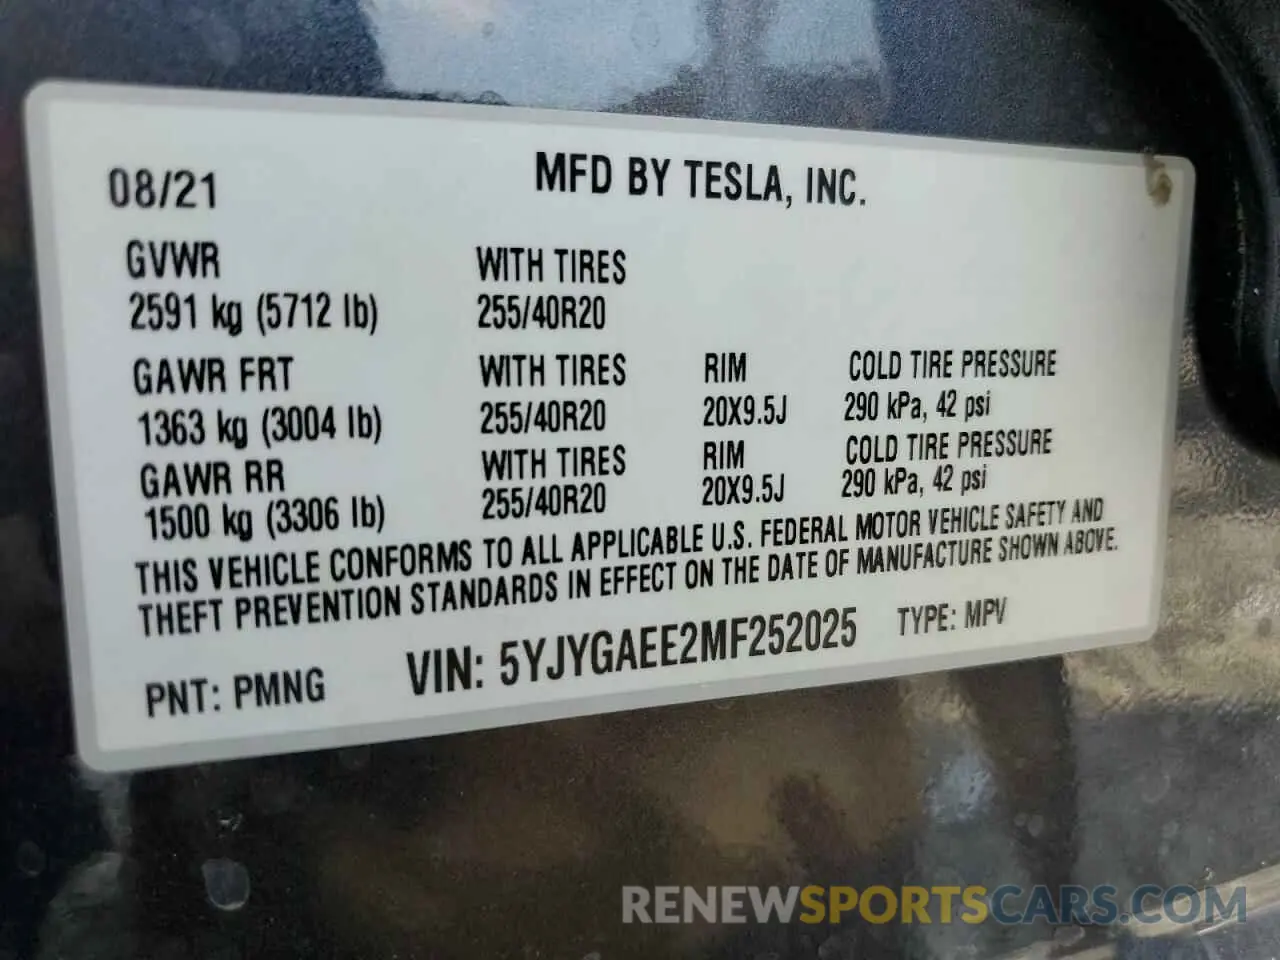 08/21
MFD BY TESLA, INC.
GVWR
WITH TIRES
2591 kg (5712 lb)
255/40R20
GAWR FRT
WITH TIRES
RIM
COLD TIRE PRESSURE
1363 kg (3004 lb)
255/40R20
20X9.5J
290 kPa, 42 psi
GAWR RR
WITH TIRES
RIM
COLD TIRE PRESSURE
1500 kg (3306 lb)
255/40R20
20X9.5J
290 kPa, 42 psi
THIS VEHICLE CONFORMS TO ALL APPLICABLE U.S. FEDERAL MOTOR VEHICLE SAFETY AND
THEFT PREVENTION STANDARDS IN EFFECT ON THE DATE OF MANUFACTURE SHOWN ABOVE.
PNT: PMNG
VIN: 5YJYGAEE2MF252025
TYPE: MPV
RENEWSPORTSCARS.COM